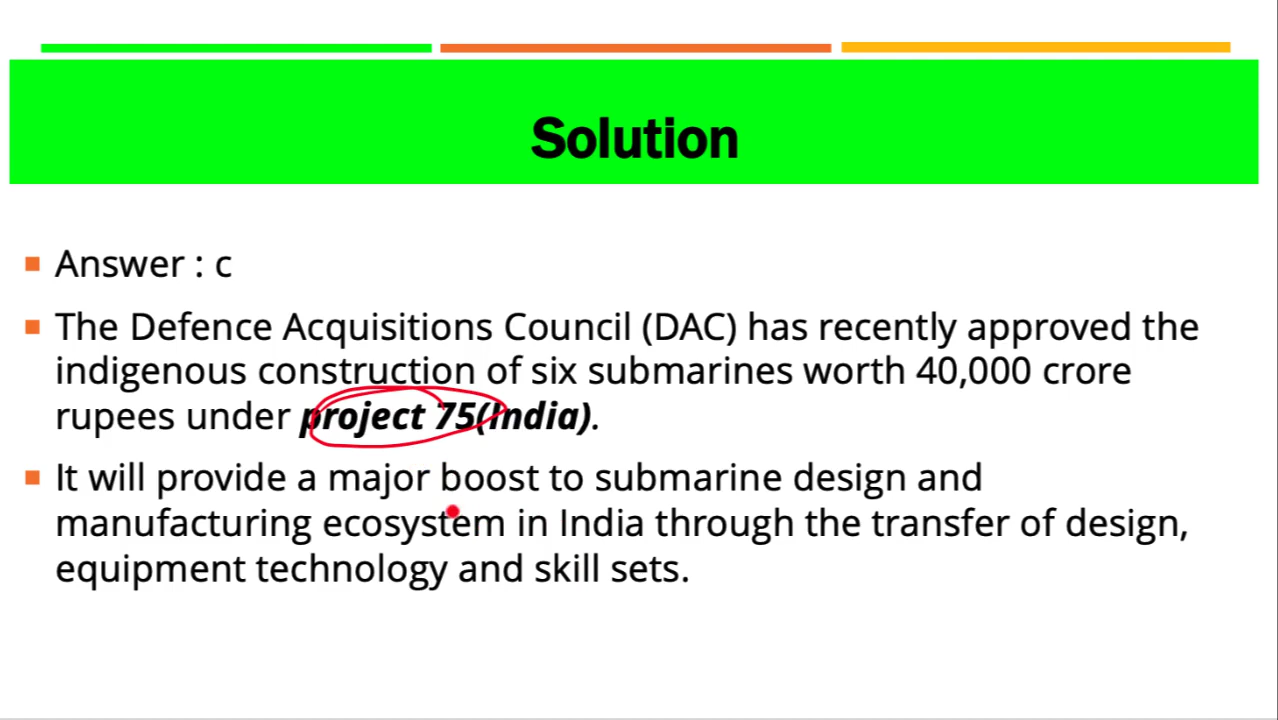 Solution
Answer : c
The Defence Acquisitions Council (DAC) has recently approved the
indigenous construction of six submarines worth 40,000 crore
rupees under project 75(India).
It will provide a major boost to submarine design and
manufacturing ecosystem in India through the transfer of design,
equipment technology and skill sets.